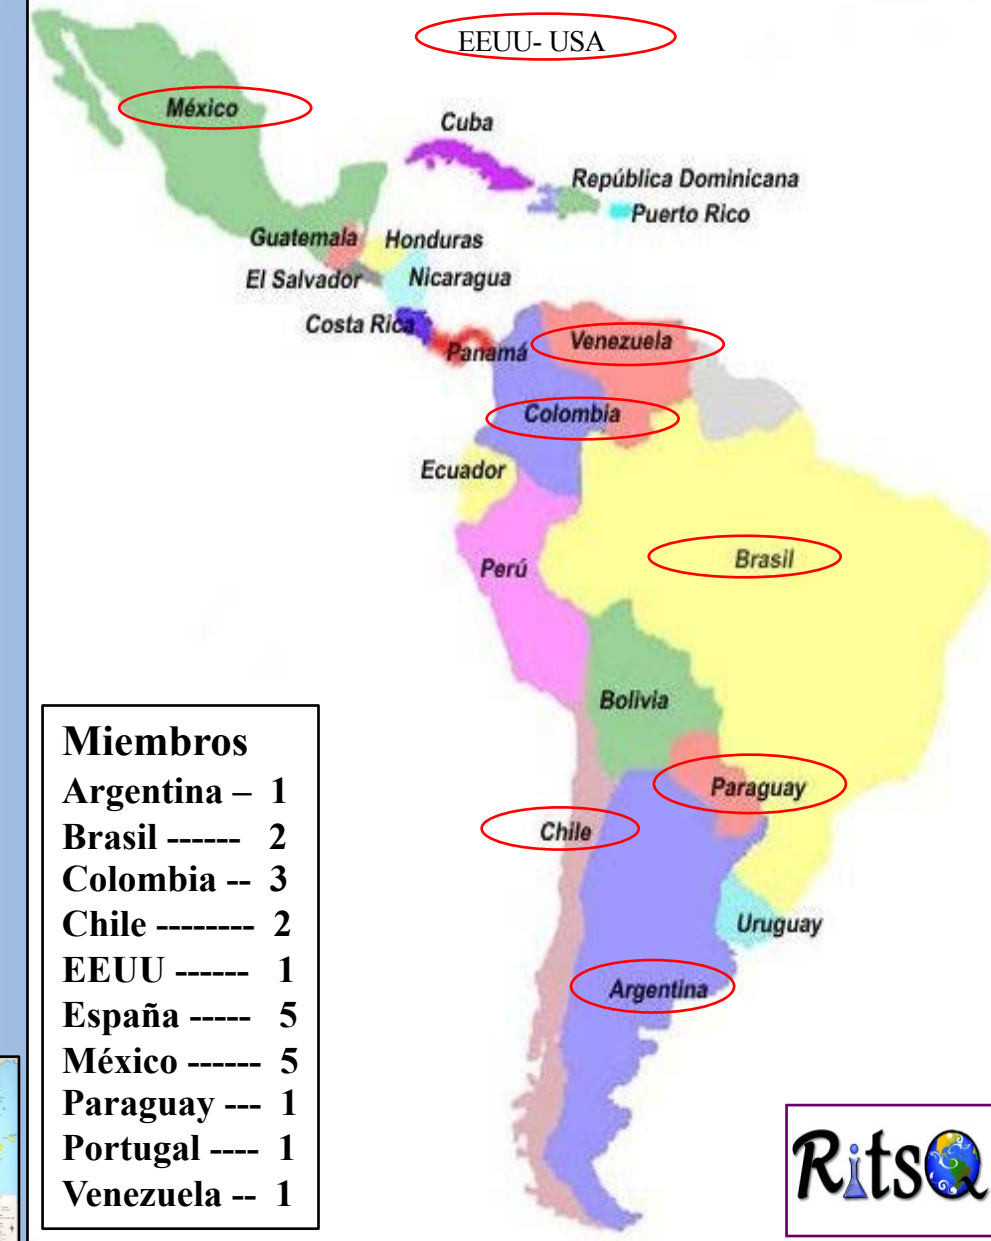 EEUU- USA
México
Cuba
República Dominicana
Puerto Rico
Guatemala
Honduras
El Salvador
Nicaragua
Costa Rica
Panamá
Venezuela
Colombia
Ecuador
Perú
Brasil
Bolivia
Paraguay
Chile
Uruguay
Argentina
Miembros
Argentina – 1
Brasil ------ 2
Colombia -- 3
Chile -------- 2
EEUU ------ 1
España ----- 5
México ------ 5
Paraguay --- 1
Portugal ---- 1
Venezuela -- 1
RitsQ